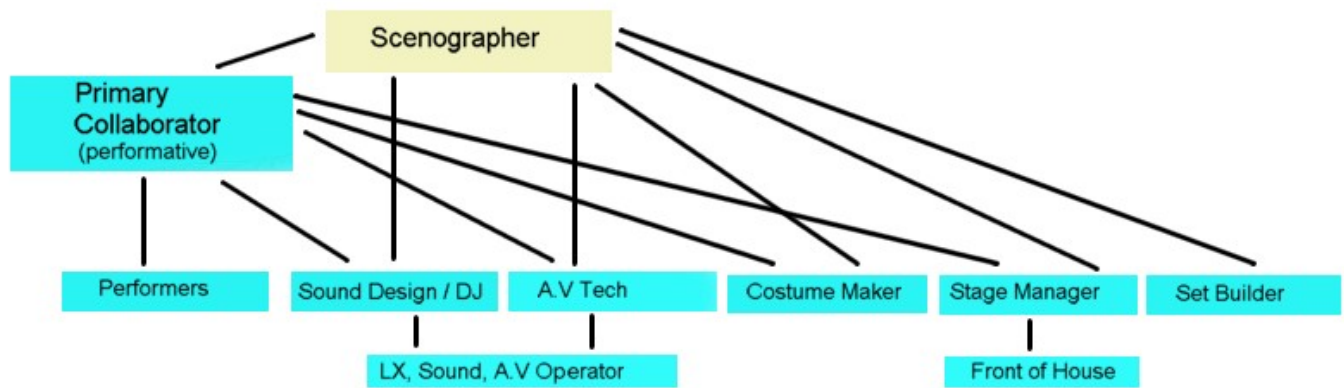 Scenographer
Primary
Collaborator
(performative)
Performers
Sound Design / DJ
A.V Tech
Costume Maker
Stage Manager
Set Builder
LX, Sound, A.V Operator
Front of House